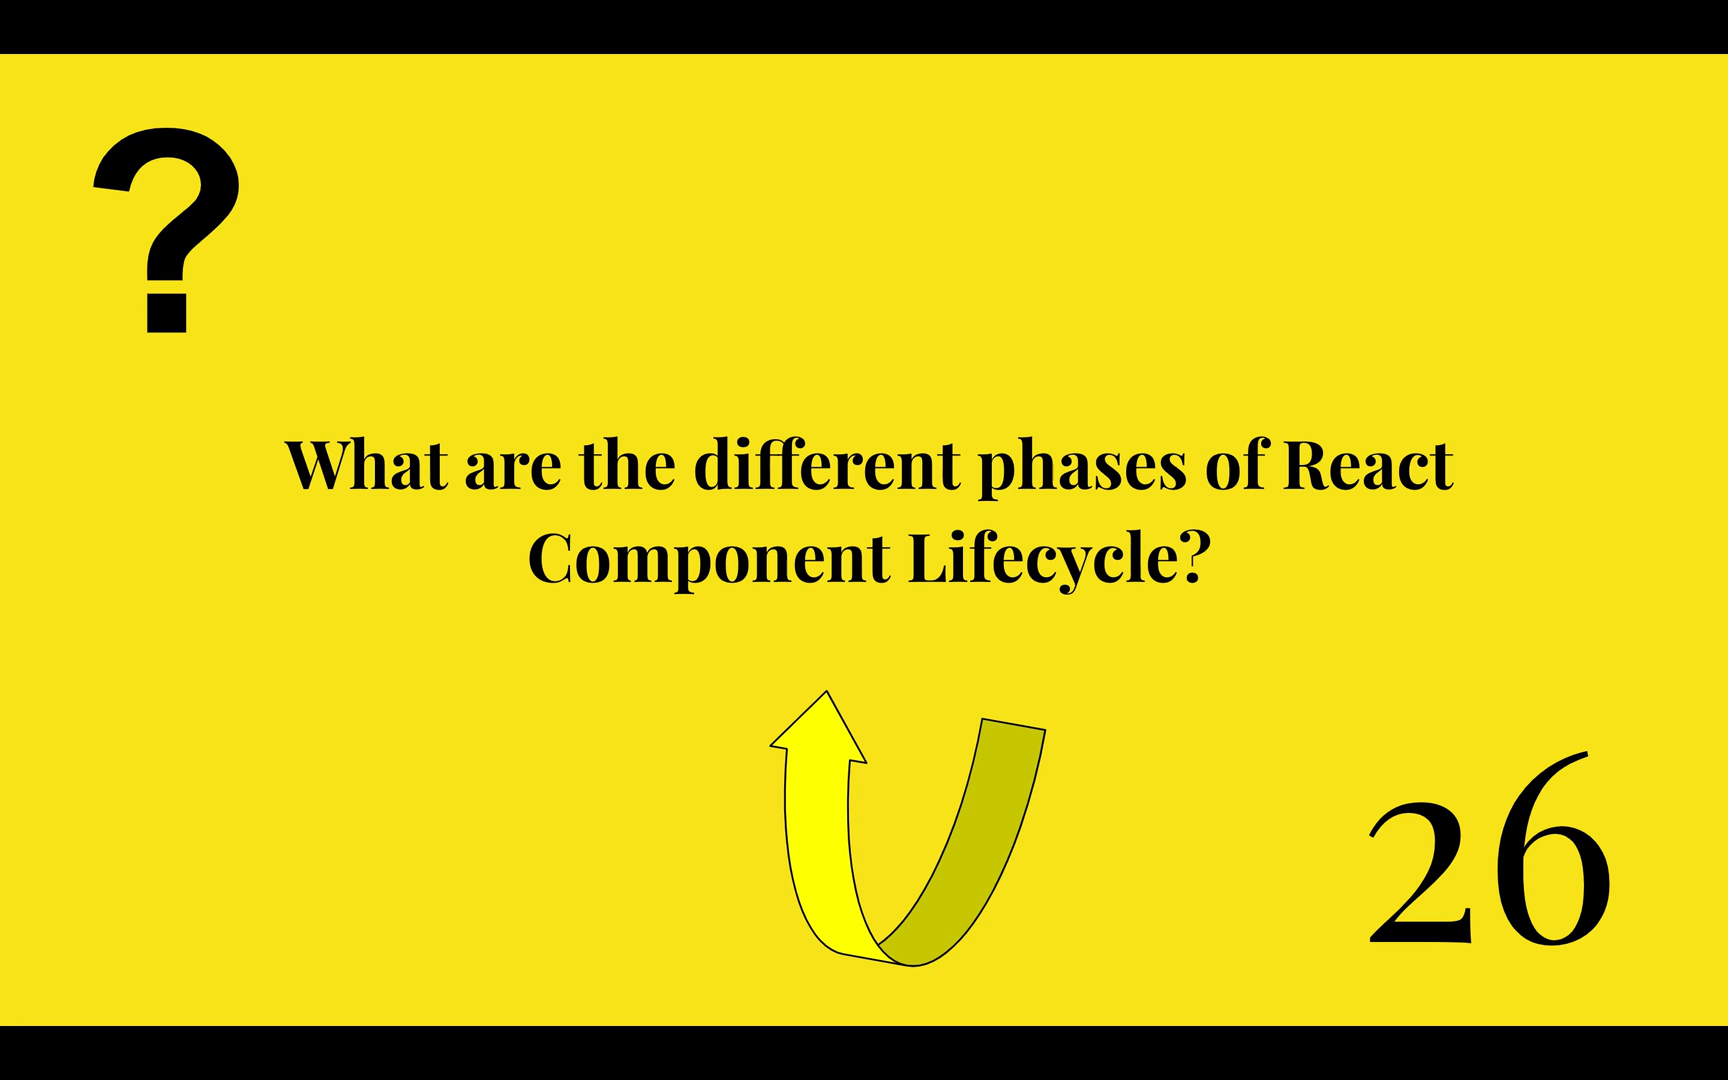 ?
What are the different phases of React
Component Lifecycle?
26